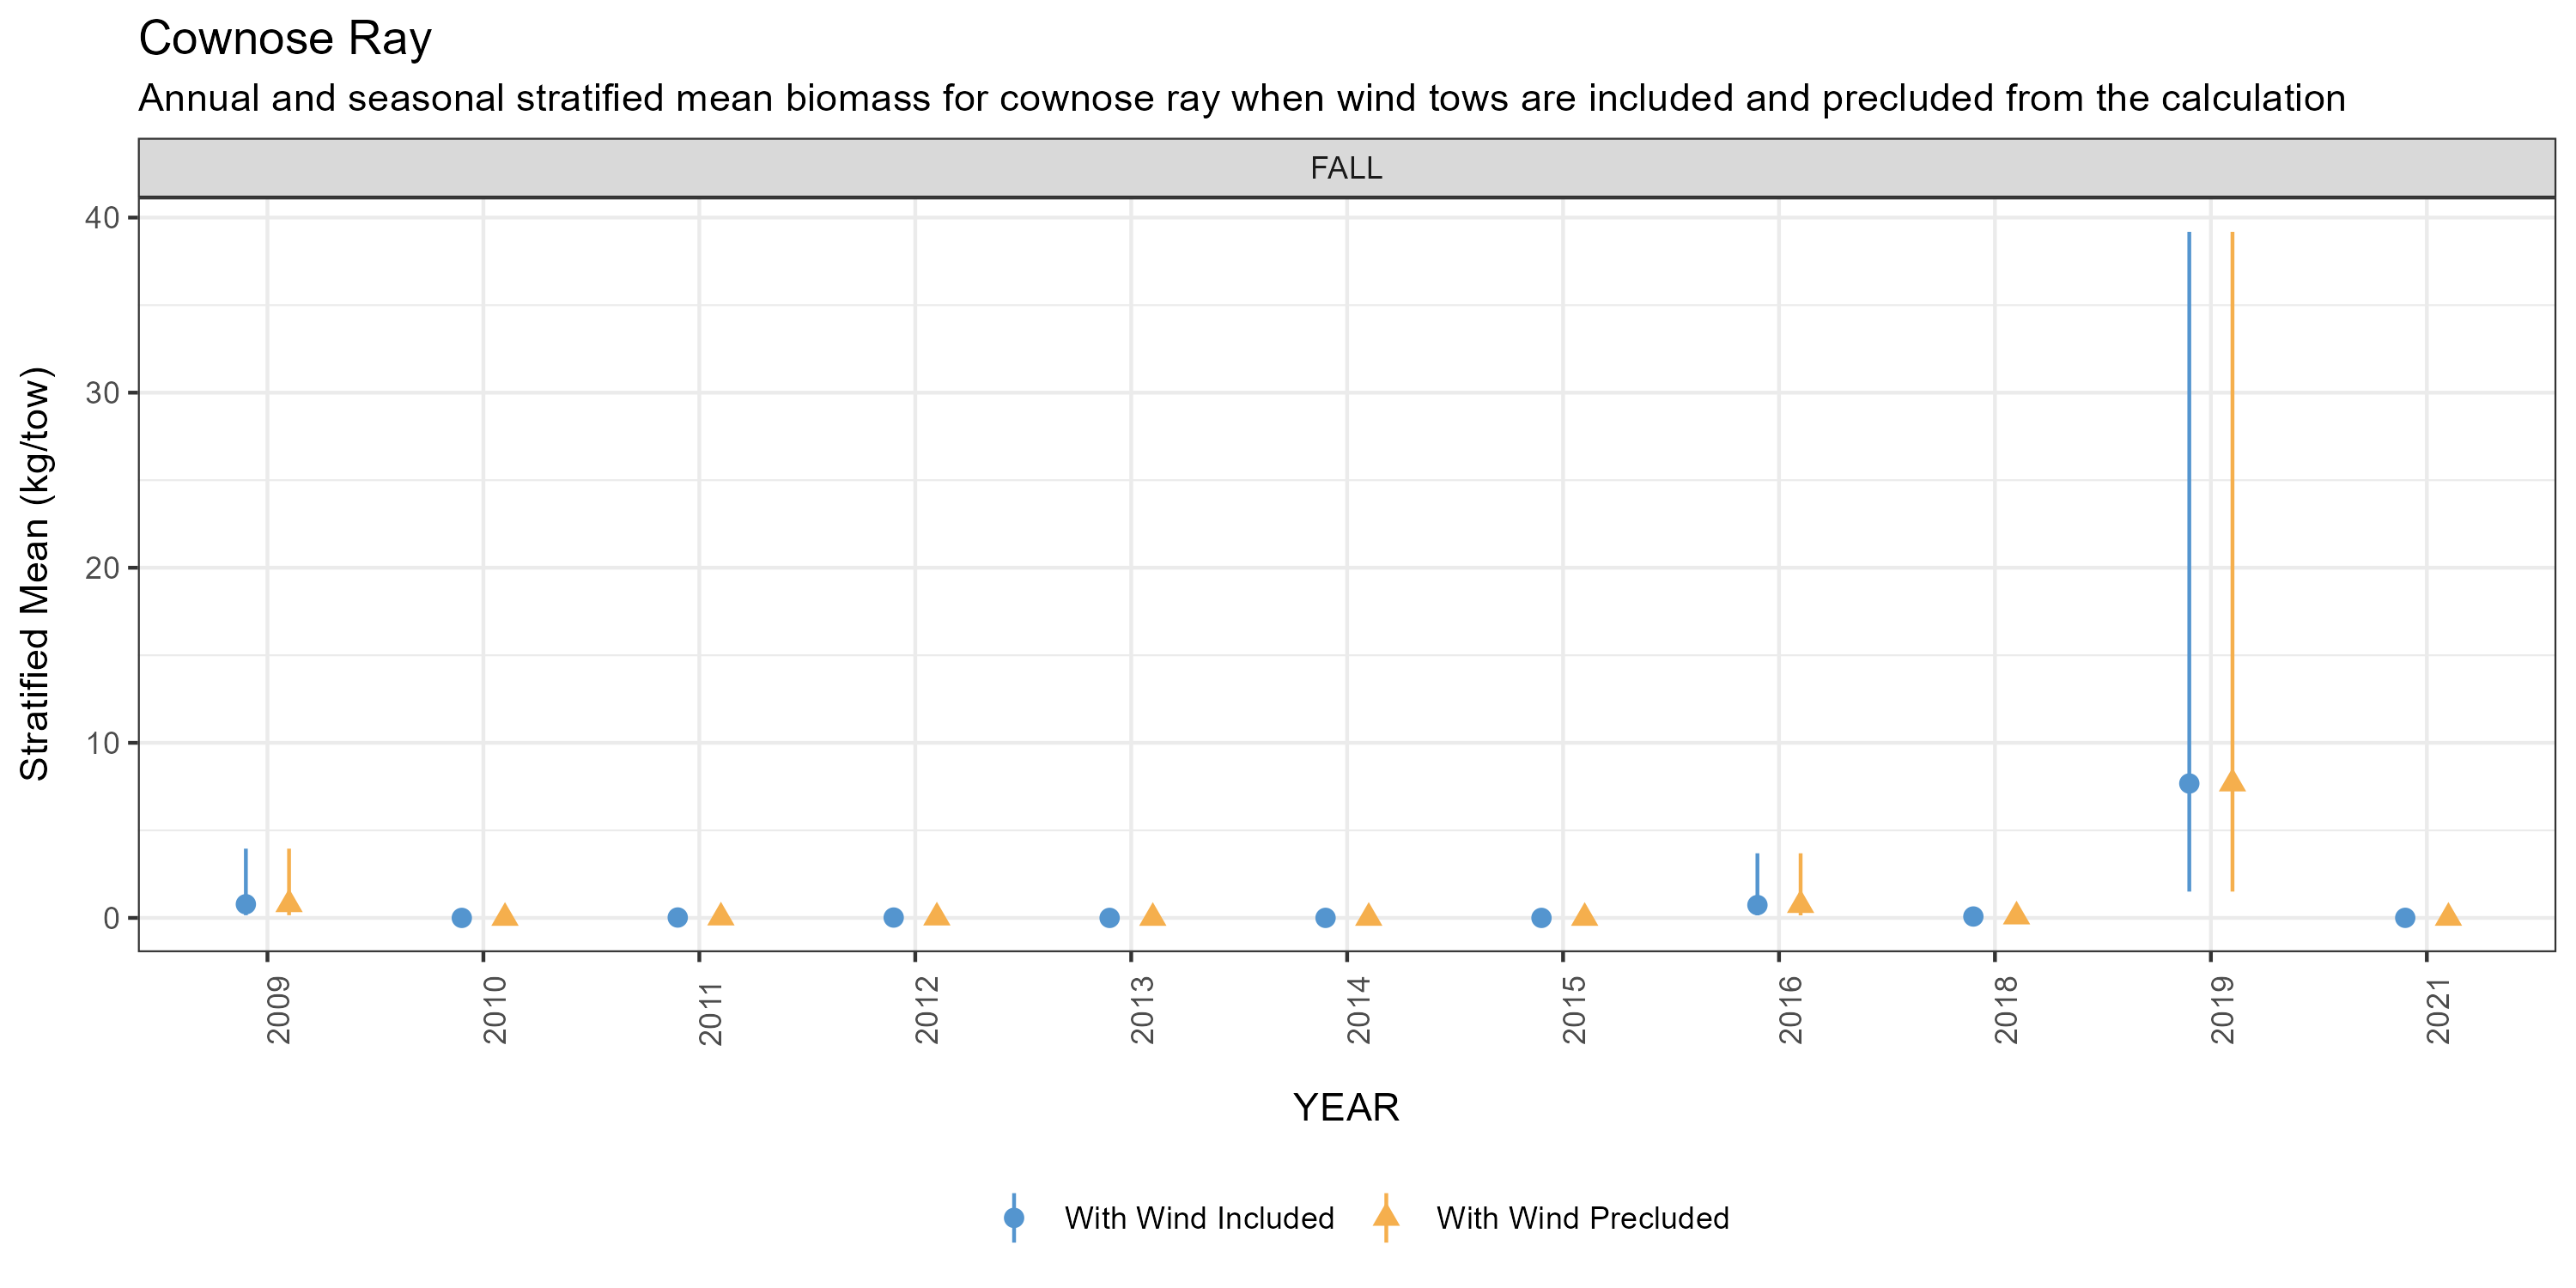 Cownose Ray
Annual and seasonal stratified mean biomass for cownose ray when wind tows are included and precluded from the calculation
FALL
Stratified Mean (kg/tow)
40
30
20
10
0
2009
2010
2011
2012
2013
2014
2015
2016
2018
2019
2021
YEAR
With Wind Included
With Wind Precluded